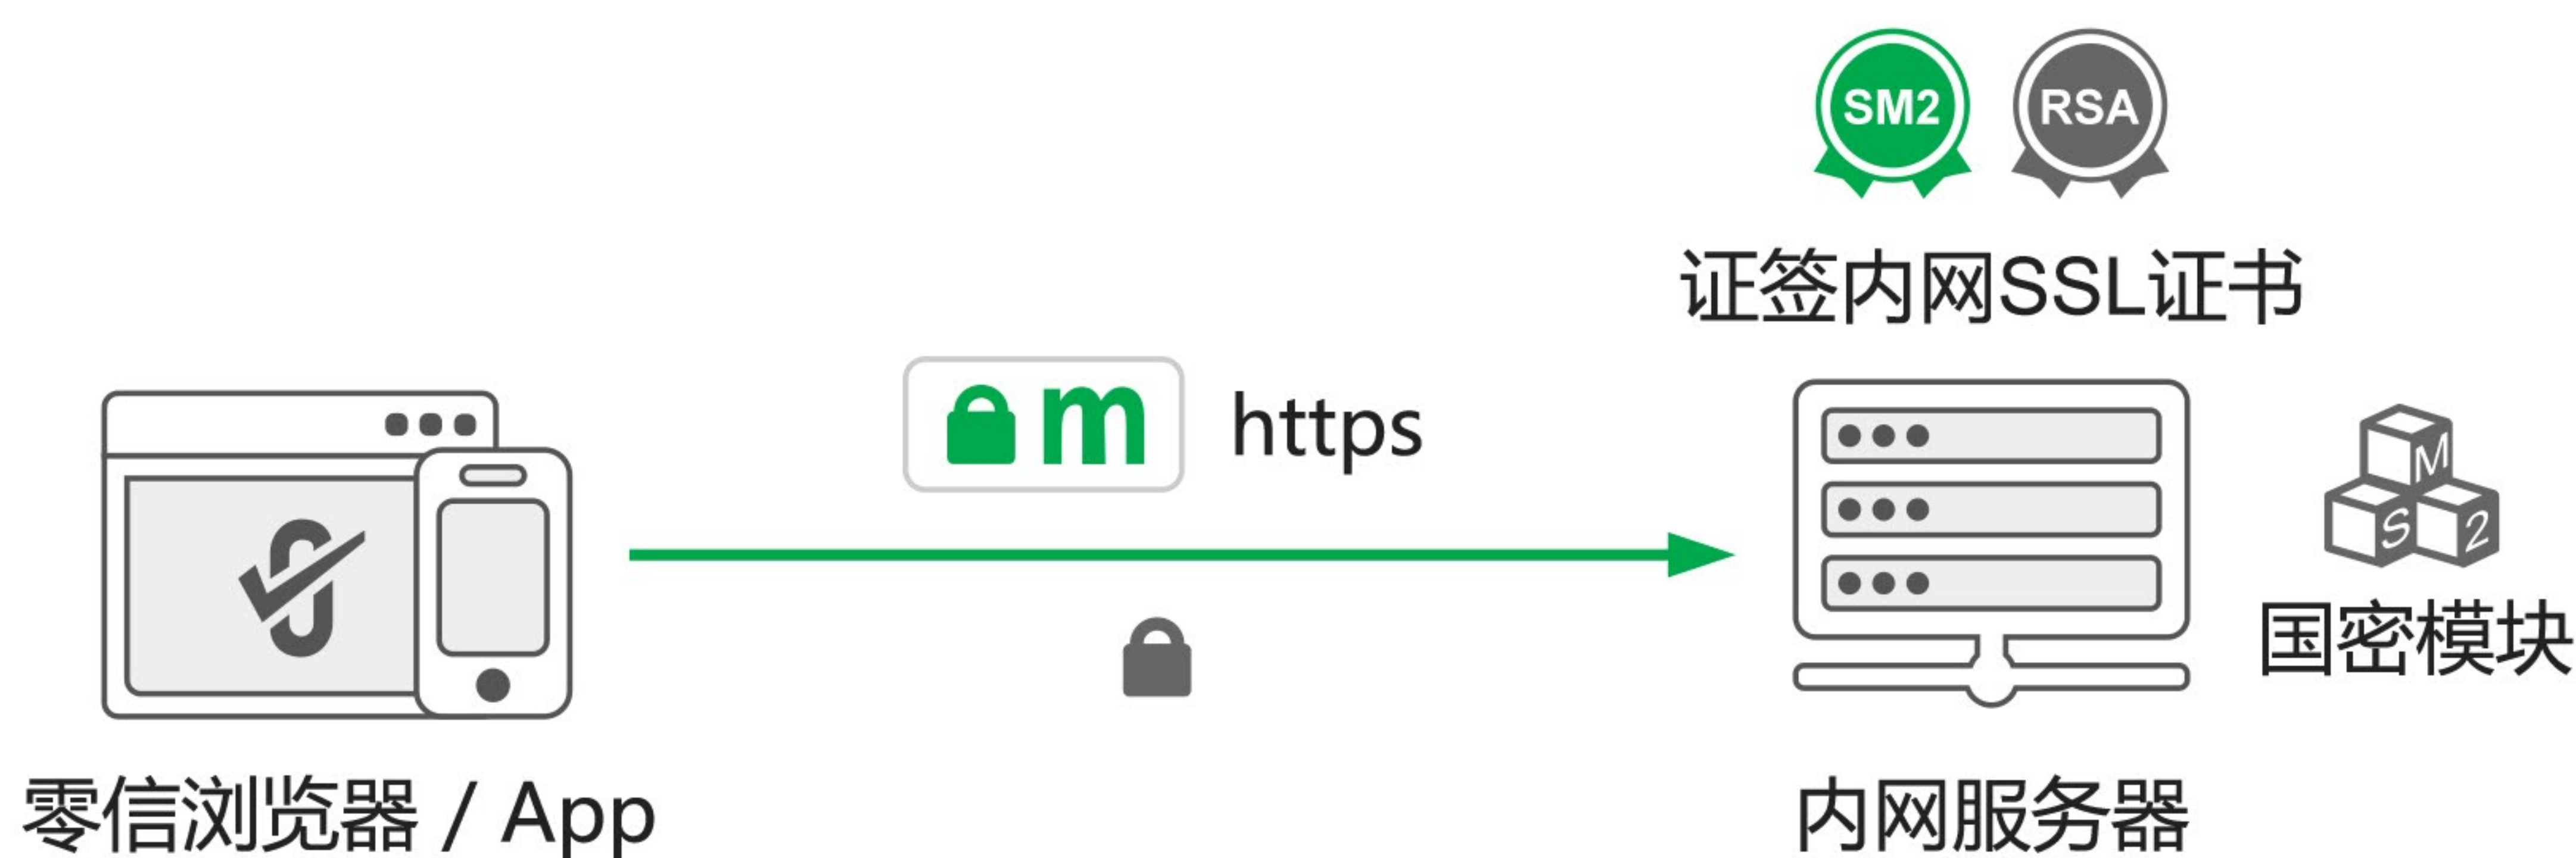 SM2 RSA
证签内网SSL证书
m https
M
S 2
国密模块
零信浏览器 / App
内网服务器